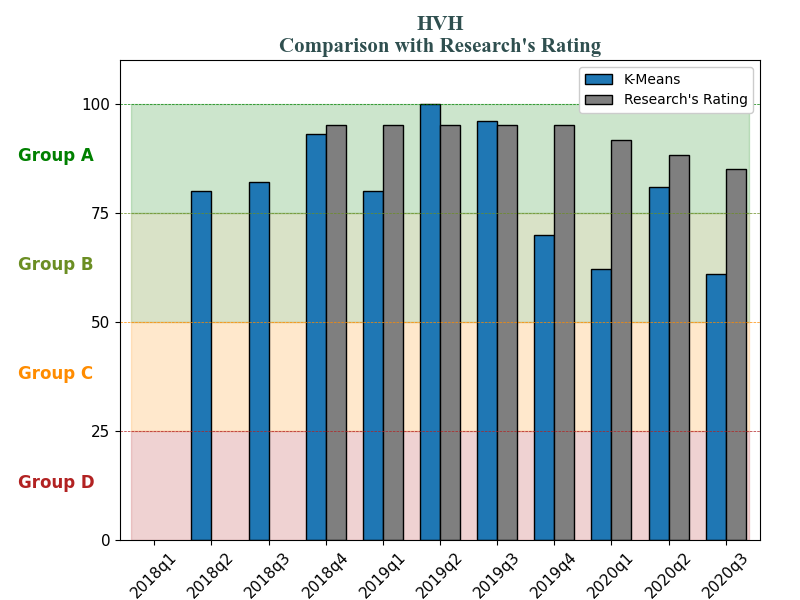 HVH
Comparison with Research's Rating
K-Means
Research's Rating
100
Group A
75
Group B
50
Group C
25
Group D
0
2018q1
2018q2
2018q3
2018q4
2019q1
2019q2
2019q3
2019q4
2020q1
2020q2
2020q3